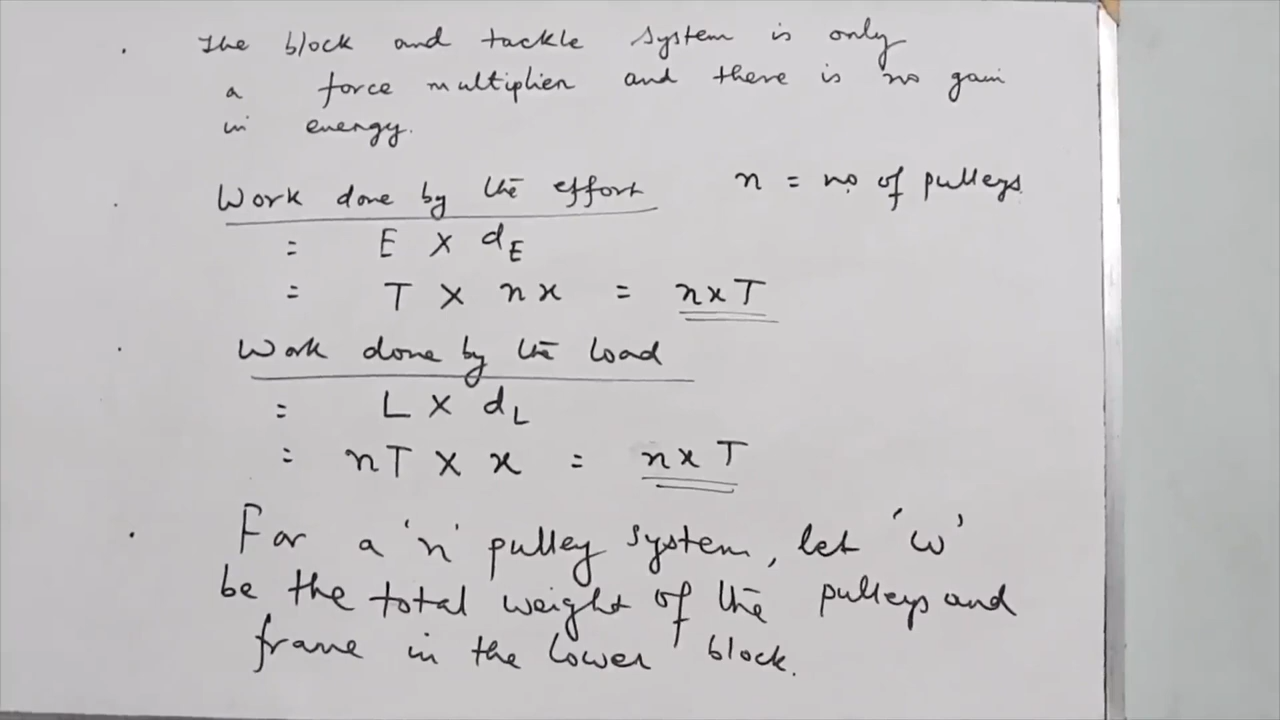 The block and tackle system is only
a force multiplier and there is no gain
in energy.
Work done by the effort n = no of pulleys
= E X dE
= T X nx = nxT
Work done by the load
= L X dL
= nT X x = nxT
For a 'n' pulley system, let 'w'
be the total weight of the pulleys and
frame in the lower block.